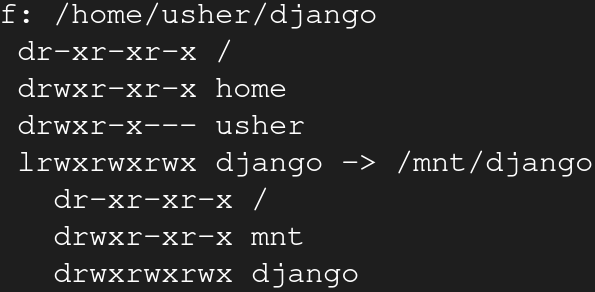 f: /home/usher/django
dr-xr-xr-x /
drwxr-xr-x home
drwxr-x--- usher
lrwxrwxrwx django -> /mnt/django
dr-xr-xr-x /
drwxr-xr-x mnt
drwxrwxrwx django